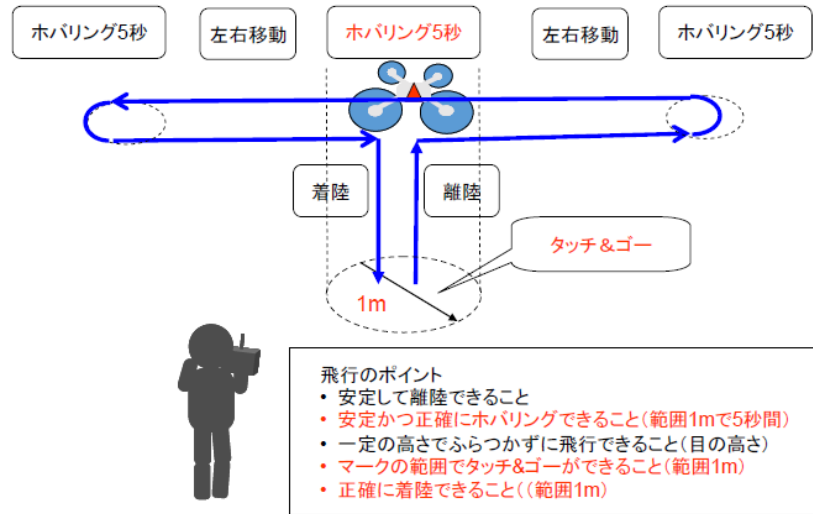 ホバリング5秒
左右移動
ホバリング5秒
左右移動
ホバリング5秒
着陸
離陸
タッチ&ゴー
1m
飛行のポイント
• 安定して離陸できること
• 安定かつ正確にホバリングできること(範囲1mで5秒間)
• 一定の高さでふらつかずに飛行できること(目の高さ)
• マークの範囲でタッチ&ゴーができること(範囲1m)
• 正確に着陸できること((範囲1m)